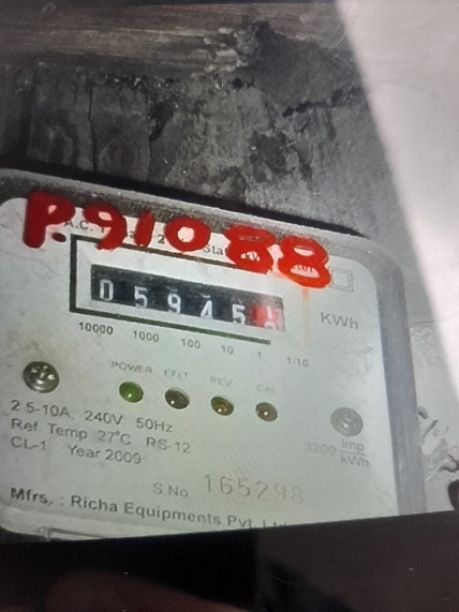 P.91088
A.C.
05945
KWh
10000 1000 100 10 1 1/10
POWER EFLT REV CAL
2.5-10A, 240V 50Hz
Ref. Temp 27°C RS-12
CL-1 Year 2009
3200 Imp/kWh
S.No. 165298
Mfrs. : Richa Equipments Pvt.